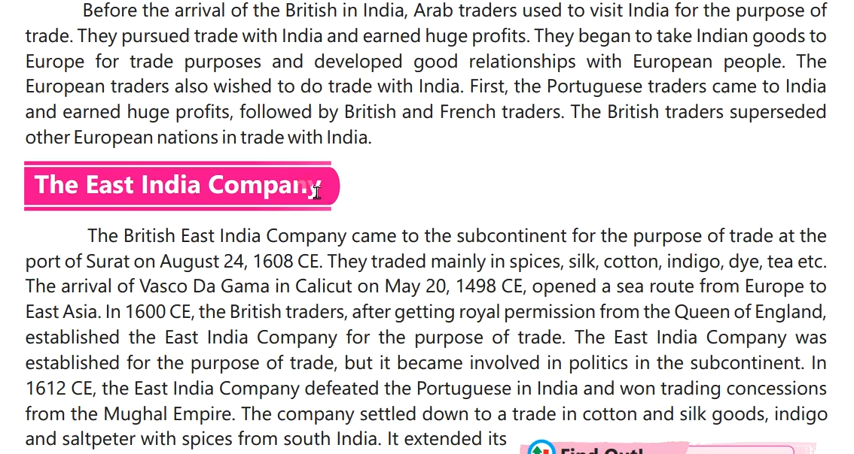 Before the arrival of the British in India, Arab traders used to visit India for the purpose of
trade. They pursued trade with India and earned huge profits. They began to take Indian goods to
Europe for trade purposes and developed good relationships with European people. The
European traders also wished to do trade with India. First, the Portuguese traders came to India
and earned huge profits, followed by British and French traders. The British traders superseded
other European nations in trade with India.
The East India Company
The British East India Company came to the subcontinent for the purpose of trade at the
port of Surat on August 24, 1608 CE. They traded mainly in spices, silk, cotton, indigo, dye, tea etc.
The arrival of Vasco Da Gama in Calicut on May 20, 1498 CE, opened a sea route from Europe to
East Asia. In 1600 CE, the British traders, after getting royal permission from the Queen of England,
established the East India Company for the purpose of trade. The East India Company was
established for the purpose of trade, but it became involved in politics in the subcontinent. In
1612 CE, the East India Company defeated the Portuguese in India and won trading concessions
from the Mughal Empire. The company settled down to a trade in cotton and silk goods, indigo
and saltpeter with spices from south India. It extended its
Find Out!